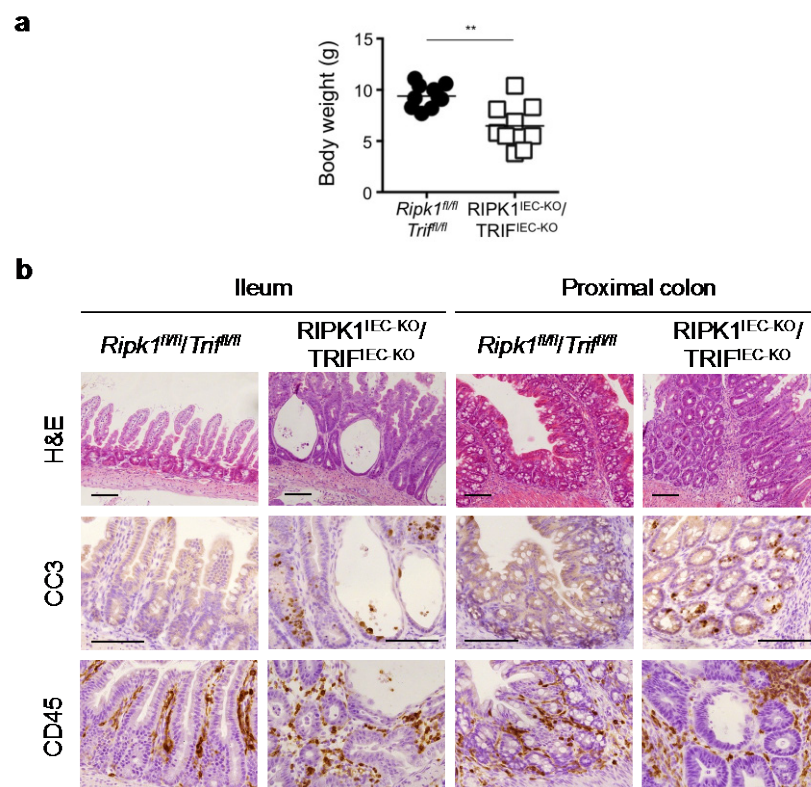 a
**
Body weight (g)
15
10
5
0
Ripk1fl/fl
Triffl/fl
RIPK1IEC-KO/
TRIFIEC-KO
b
Ileum
Proximal colon
Ripk1fl/fl/Triffl/fl
RIPK1IEC-KO/
TRIFIEC-KO
Ripk1fl/fl/Triffl/fl
RIPK1IEC-KO/
TRIFIEC-KO
H&E
CC3
CD45